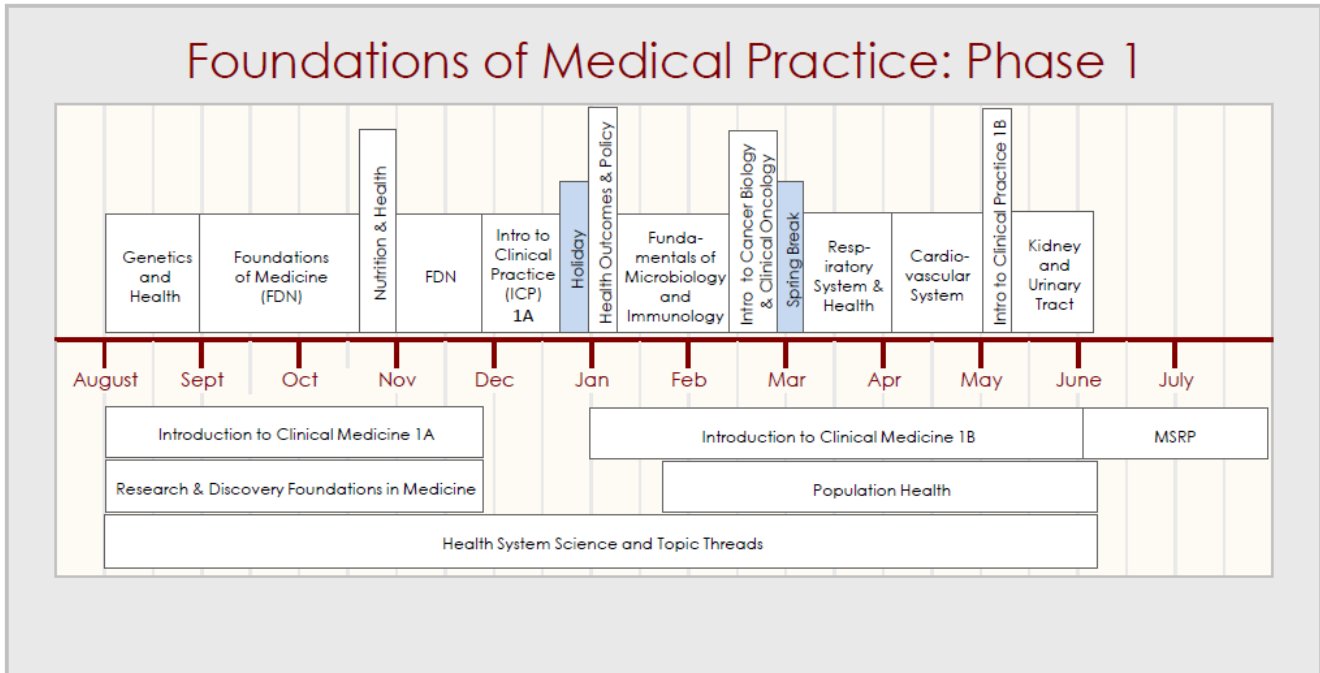 Foundations of Medical Practice: Phase 1
Genetics
and
Health
Foundations
of Medicine
(FDN)
Nutrition & Health
FDN
Intro to
Clinical
Practice
(ICP)
1A
Holiday
Health Outcomes & Policy
Funda-
mentals of
Microbiology
and
Immunology
Intro to Cancer Biology
& Clinical Oncology
Spring Break
Resp-
iratory
System &
Health
Cardio-
vascular
System
Intro to Clinical Practice 1B
Kidney
and
Urinary
Tract
August Sept Oct Nov Dec Jan Feb Mar Apr May June July
Introduction to Clinical Medicine 1A
Introduction to Clinical Medicine 1B
MSRP
Research & Discovery Foundations in Medicine
Population Health
Health System Science and Topic Threads